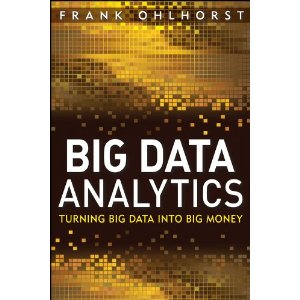 FRANK OHLHORST
BIG DATA
ANALYTICS
TURNING BIG DATA INTO BIG MONEY